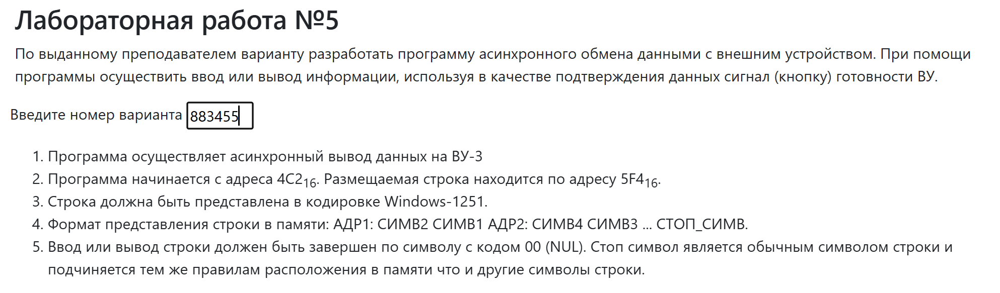 Лабораторная работа №5
По выданному преподавателем варианту разработать программу асинхронного обмена данными с внешним устройством. При помощи
программы осуществить ввод или вывод информации, используя в качестве подтверждения данных сигнал (кнопку) готовности ВУ.
Введите номер варианта 883455
1. Программа осуществляет асинхронный вывод данных на ВУ-3
2. Программа начинается с адреса 4C2₁₆. Размещаемая строка находится по адресу 5F4₁₆.
3. Строка должна быть представлена в кодировке Windows-1251.
4. Формат представления строки в памяти: АДР1: СИМВ2 СИМВ1 АДР2: СИМВ4 СИМВ3 ... СТОП_СИМВ.
5. Ввод или вывод строки должен быть завершен по символу с кодом 00 (NUL). Стоп символ является обычным символом строки и
подчиняется тем же правилам расположения в памяти что и другие символы строки.